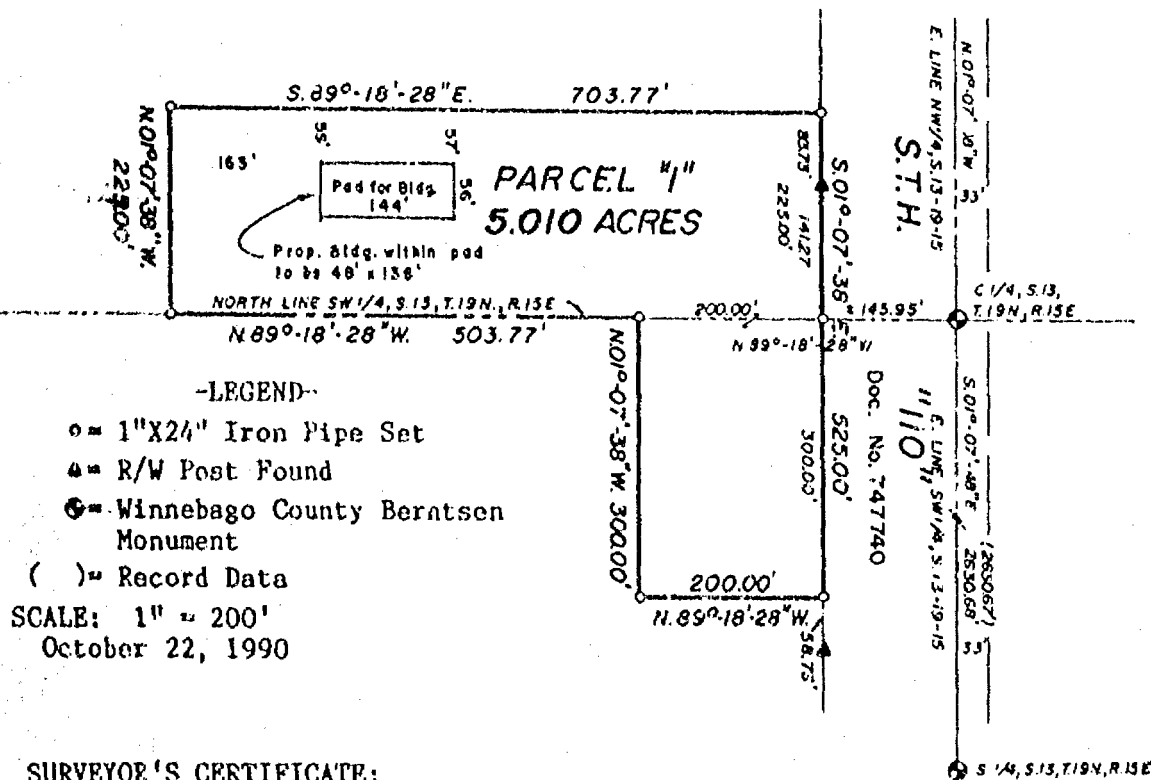 S.89°-18'-28"E. 703.77'
N.01°-07'-38"W.
225.00'
163'
55'
57'
56'
Pad for Bldg.
144'
Prop. Bldg. within pad
to be 48' x 136'
PARCEL "1"
5.010 ACRES
83.73'
141.27
225.00'
S.01°-07'-38"
NORTH LINE SW1/4, S.13, T.19N., R.15E
N.89°-18'-28"W. 503.77'
200.00'
145.95'
N 89°-18'-28"W
E. LINE NW1/4, S.13-19-15
N.01°-07' 18"W
33'
S.T.H.
"110"
C 1/4, S.13,
T.19N, R.15E
Doc. No. 747740
E. LINE, SW1/4, S.13-19-15
S.01°-07'-48"E.
2630.68'
(2630.67')
33'
N.01°-07'-38"W. 300.00'
525.00'
300.00'
200.00'
N.89°-18'-28"W.
58.75'
-LEGEND-
= 1"X24" Iron Pipe Set
= R/W Post Found
= Winnebago County Berntsen
Monument
( )= Record Data
SCALE: 1" = 200'
October 22, 1990
SURVEYOR'S CERTIFICATE:
S 1/4, S.13, T.19N, R.15E